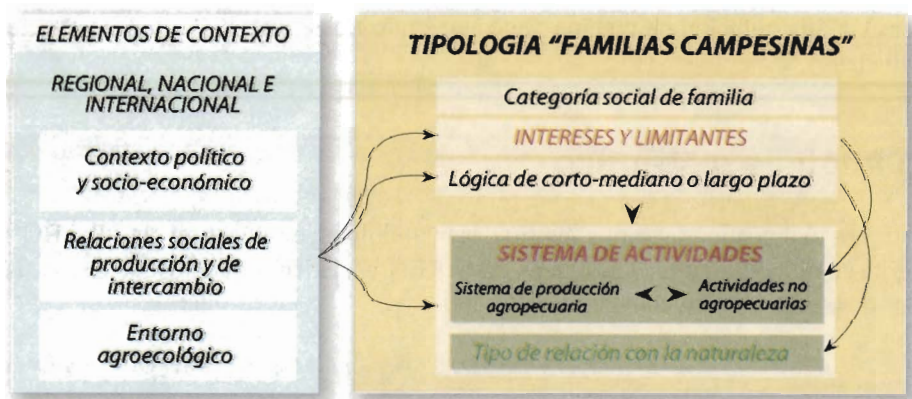 ELEMENTOS DE CONTEXTO
REGIONAL, NACIONAL E
INTERNACIONAL
Contexto político
y socio-económico
Relaciones sociales de
producción y de
intercambio
Entorno
agroecológico
TIPOLOGIA “FAMILIAS CAMPESINAS”
Categoría social de familia
INTERESES Y LIMITANTES
Lógica de corto-mediano o largo plazo
SISTEMA DE ACTIVIDADES
Sistema de producción
agropecuaria
Actividades no
agropecuarias
Tipo de relación con la naturaleza